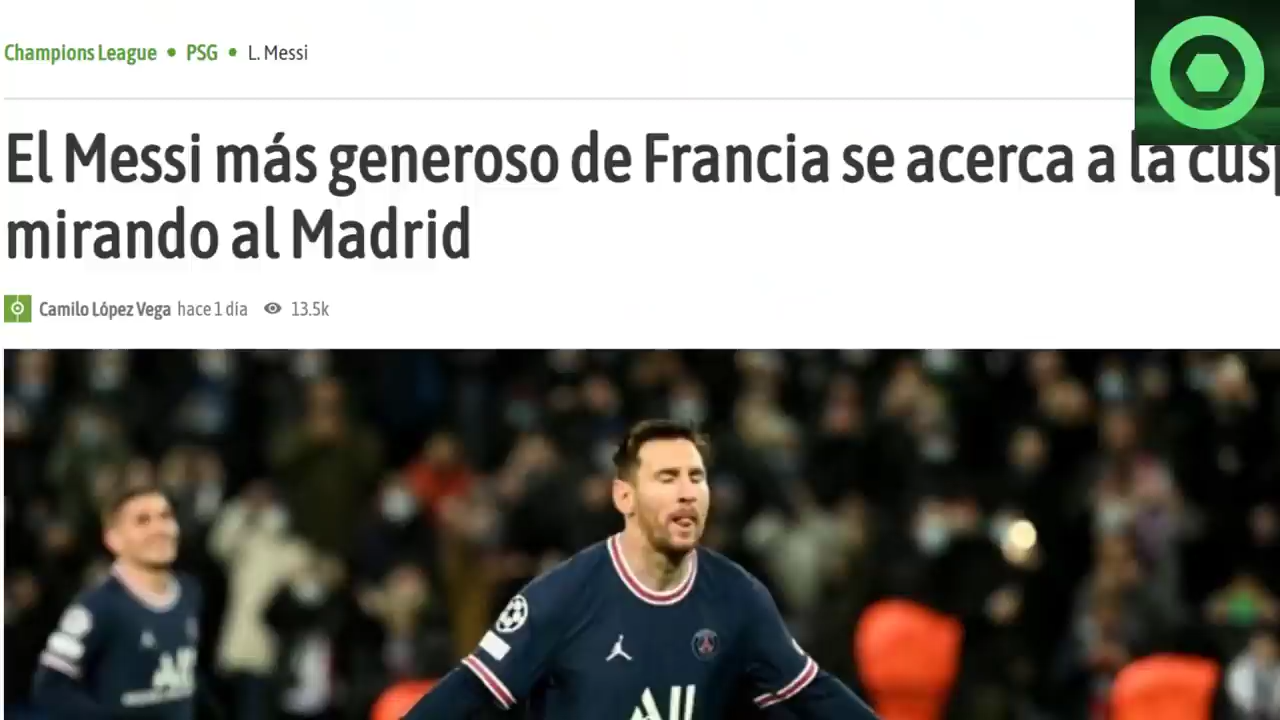 Champions League • PSG • L. Messi
El Messi más generoso de Francia se acerca a la
mirando al Madrid
Camilo López Vega hace 1 día 13.5k